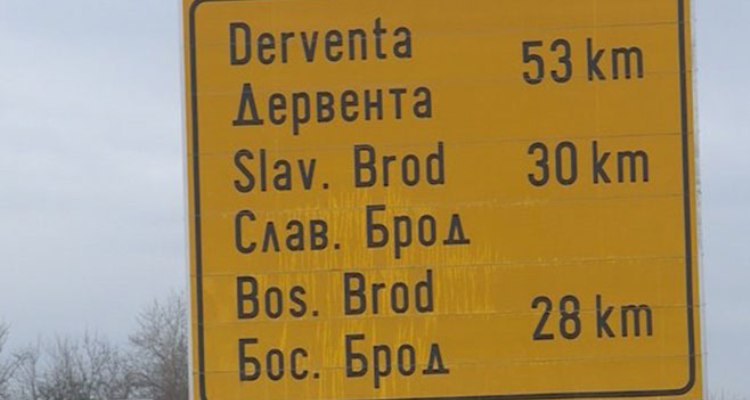 Derventa 53 km
Дервента
Slav. Brod 30 km
Слав. Брод
Bos. Brod 28 km
Бос. Брод